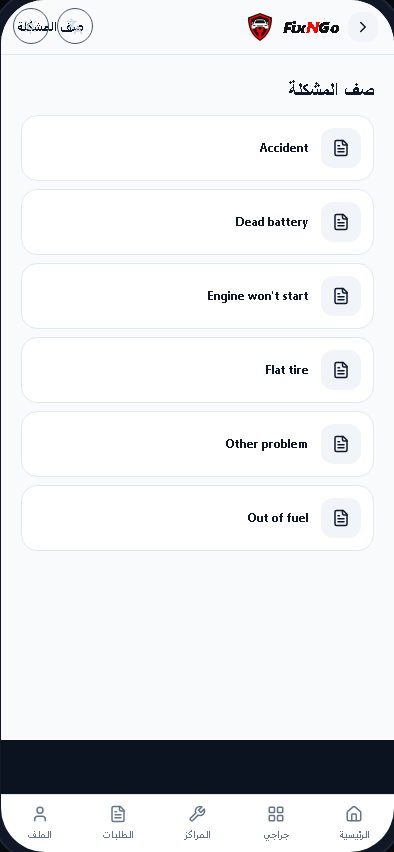 FixNGo
صف المشكلة
صف المشكلة
Accident
Dead battery
Engine won't start
Flat tire
Other problem
Out of fuel
الرئيسية
جراجي
المراكز
الطلبات
الملف